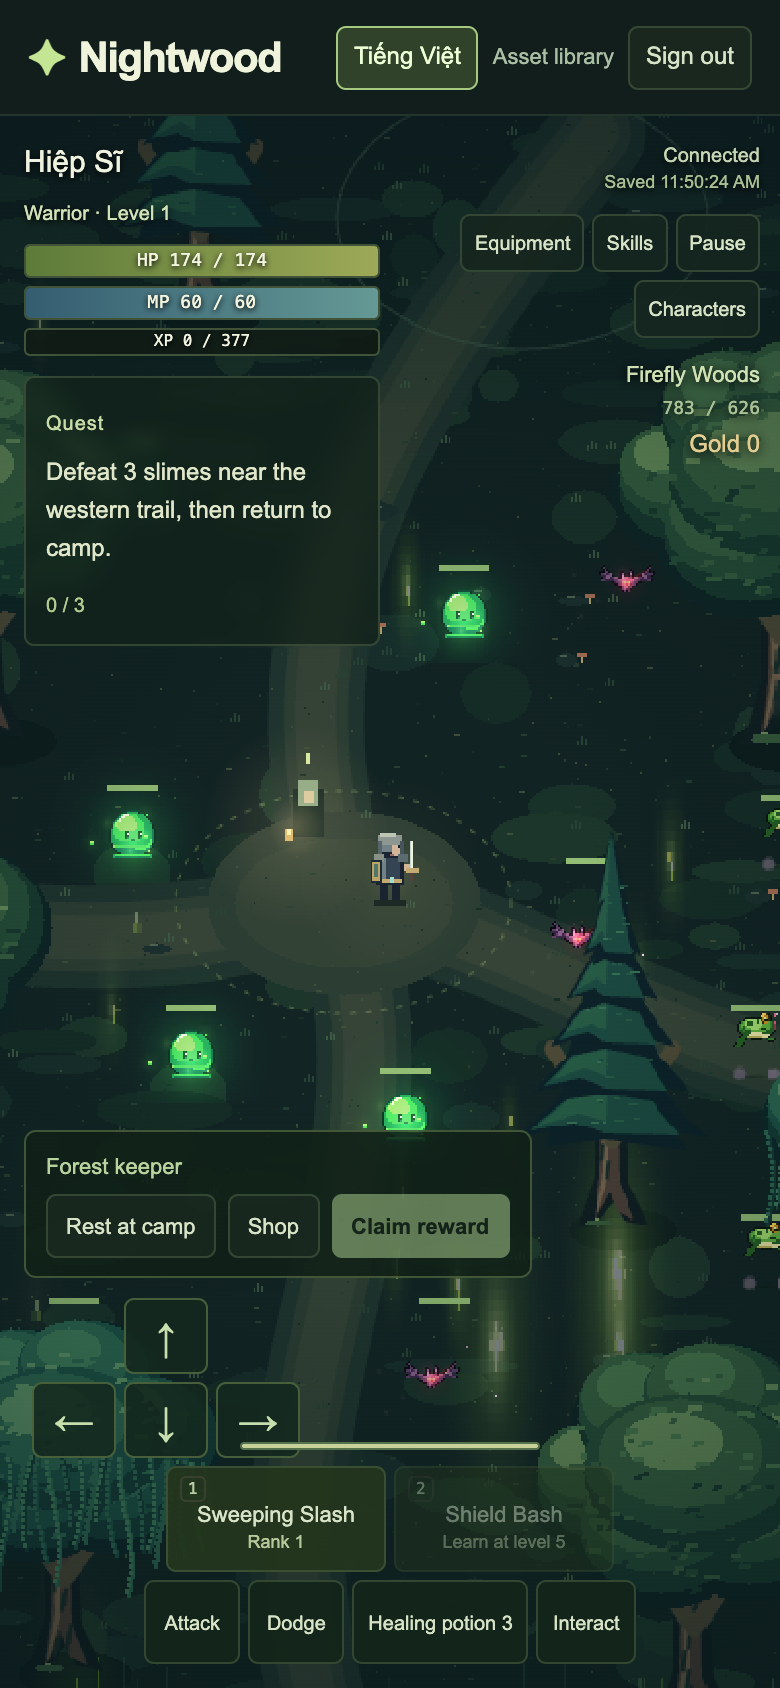 Nightwood
Tiếng Việt
Asset library
Sign out
Hiệp Sĩ
Warrior · Level 1
HP 174 / 174
MP 60 / 60
XP 0 / 377
Connected
Saved 11:50:24 AM
Equipment
Skills
Pause
Characters
Firefly Woods
783 / 626
Gold 0
Quest
Defeat 3 slimes near the
western trail, then return to
camp.
0 / 3
Forest keeper
Rest at camp
Shop
Claim reward
↑
←
↓
→
1
Sweeping Slash
Rank 1
2
Shield Bash
Learn at level 5
Attack
Dodge
Healing potion 3
Interact